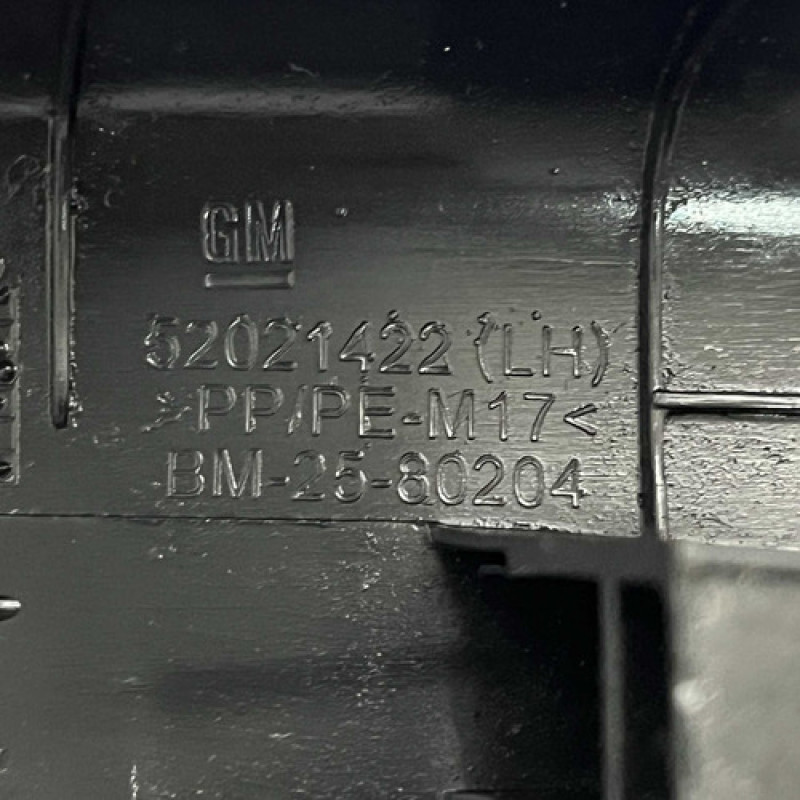 GM
52021422 (LH)
>PP/PE-M17<
BM-25-80204